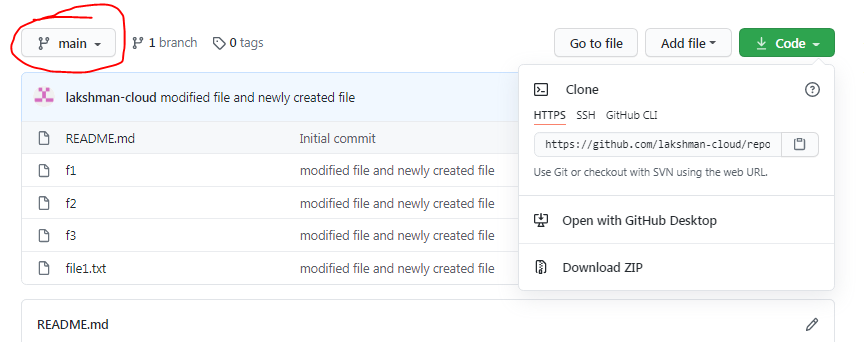 main 1 branch 0 tags Go to file Add file Code
lakshman-cloud modified file and newly created file
README.md Initial commit
f1 modified file and newly created file
f2 modified file and newly created file
f3 modified file and newly created file
file1.txt modified file and newly created file
Clone
HTTPS SSH GitHub CLI
https://github.com/lakshman-cloud/repo
Use Git or checkout with SVN using the web URL.
Open with GitHub Desktop
Download ZIP
README.md